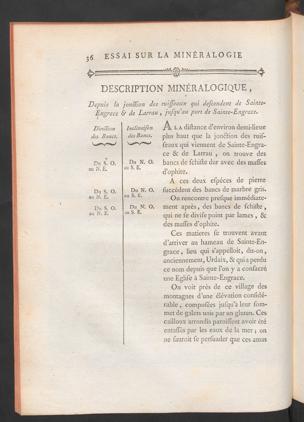 36 ESSAI SUR LA MINÉRALOGIE
DESCRIPTION MINÉRALOGIQUE,
Depuis la jonction des ruisseaux qui descendent de Sainte-
Engrace & de Larrau, jusqu'au port de Sainte-Engrace.
Direction
des Bancs.
Inclinaison
des Bancs.
Du S. O.
au N. E.
Du N. O.
au S. E.
Du S. O.
au N. E.
Du N. O.
au S. E.
Du S. O.
au N. E.
Du N. O.
au S. E.
A LA distance d'environ demi-lieue
plus haut que la jonction des ruis-
seaux qui viennent de Sainte-Engra-
ce & de Larrau, on trouve des
bancs de schiste dur avec des masses
d'ophite.
A ces deux espèces de pierre
succèdent des bancs de marbre gris.
On rencontre presque immédiate-
ment après, des bancs de schiste,
qui ne se divise point par lames, &
des masses d'ophite.
Ces matieres se trouvent avant
d'arriver au hameau de Sainte-En-
grace, lieu qui s'appelloit, dit-on,
anciennement, Urdaix, & qui a perdu
ce nom depuis que l'on y a consacré
une Eglise à Sainte-Engrace.
On voit près de ce village des
montagnes d'une élévation considé-
rable, composées jusqu'à leur som-
met de galets unis par un gluten. Ces
cailloux arrondis paroissent avoir été
entassés par les eaux de la mer; on
ne sauroit se persuader que ces amas